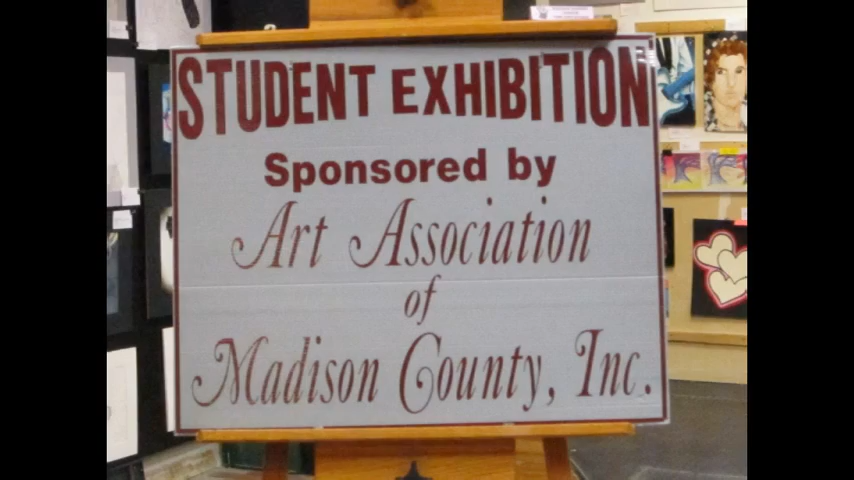 STUDENT EXHIBITION
Sponsored by
Art Association
of
Madison County, Inc.